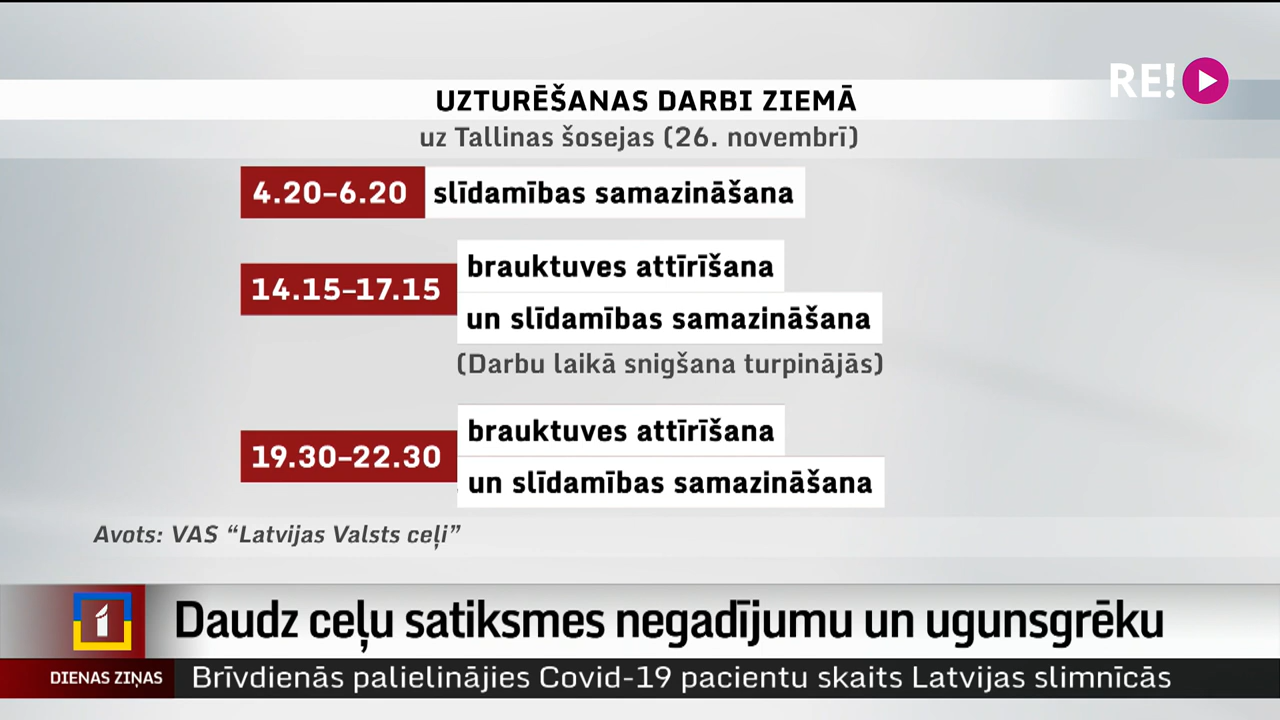 RE!
UZTURĒŠANAS DARBI ZIEMĀ
uz Tallinas šosejas (26. novembrī)
4.20–6.20 slīdamības samazināšana
14.15–17.15 brauktuves attīrīšana
un slīdamības samazināšana
(Darbu laikā snigšana turpinājās)
19.30–22.30 brauktuves attīrīšana
un slīdamības samazināšana
Avots: VAS “Latvijas Valsts ceļi”
1 Daudz ceļu satiksmes negadījumu un ugunsgrēku
DIENAS ZIŅAS Brīvdienās palielinājies Covid-19 pacientu skaits Latvijas slimnīcās